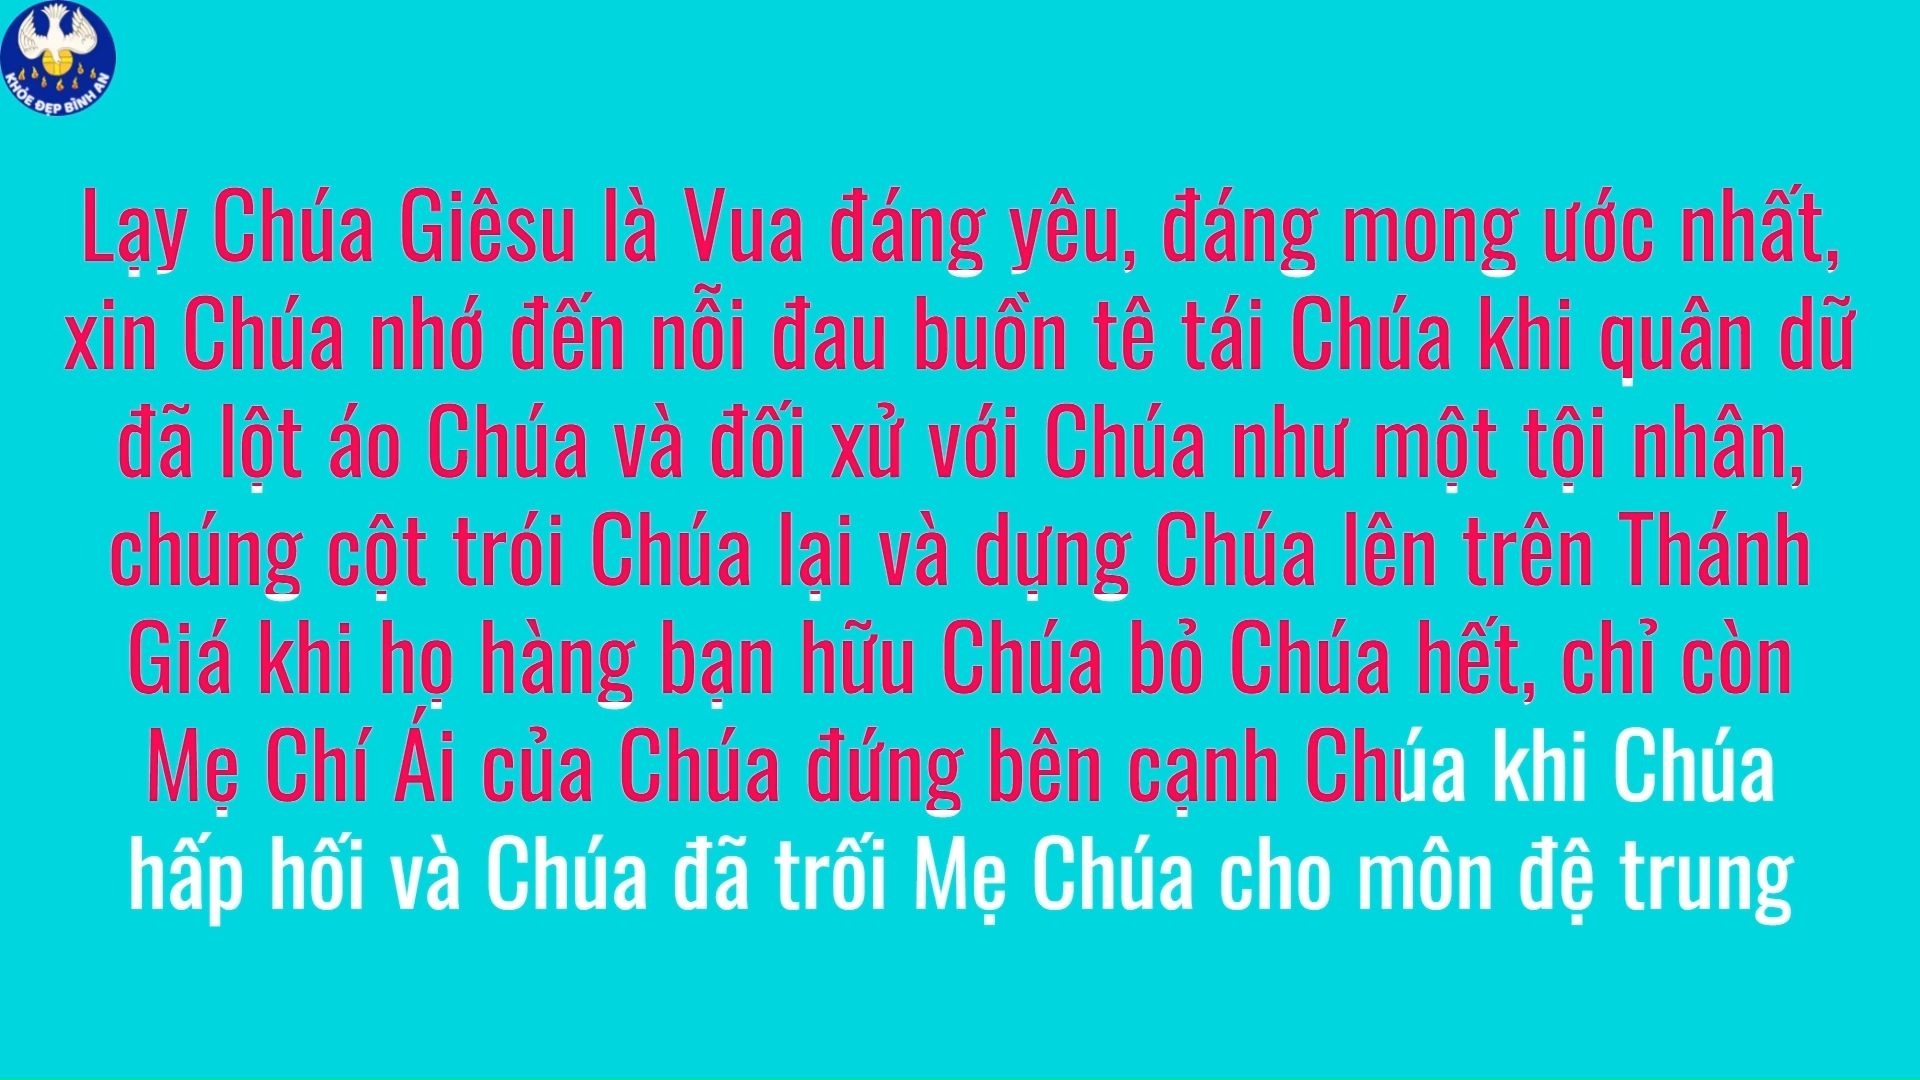 KHỎE ĐẸP BÌNH AN
Lạy Chúa Giêsu là Vua đáng yêu, đáng mong ước nhất,
xin Chúa nhớ đến nỗi đau buồn tê tái Chúa khi quân dữ
đã lột áo Chúa và đối xử với Chúa như một tội nhân,
chúng cột trói Chúa lại và dựng Chúa lên trên Thánh
Giá khi họ hàng bạn hữu Chúa bỏ Chúa hết, chỉ còn
Mẹ Chí Ái của Chúa đứng bên cạnh Chúa khi Chúa
hấp hối và Chúa đã trối Mẹ Chúa cho môn đệ trung